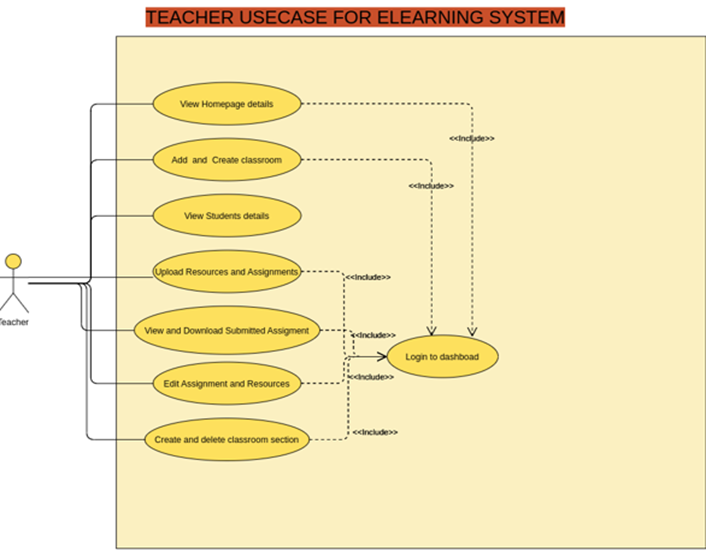 TEACHER USECASE FOR ELEARNING SYSTEM
View Homepage details
<<Include>>
Add and Create classroom
<<Include>>
View Students details
Upload Resources and Assignments
<<Include>>
Teacher
View and Download Submitted Assigment
<<Include>>
Login to dashboad
Edit Assignment and Resources
<<Include>>
Create and delete classroom section
<<Include>>